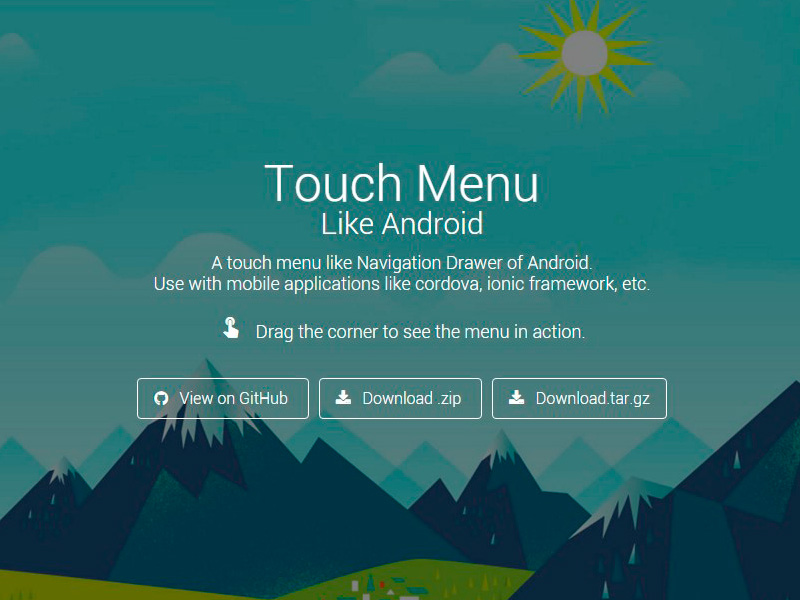 Touch Menu
Like Android
A touch menu like Navigation Drawer of Android.
Use with mobile applications like cordova, ionic framework, etc.
Drag the corner to see the menu in action.
View on GitHub
Download .zip
Download.tar.gz